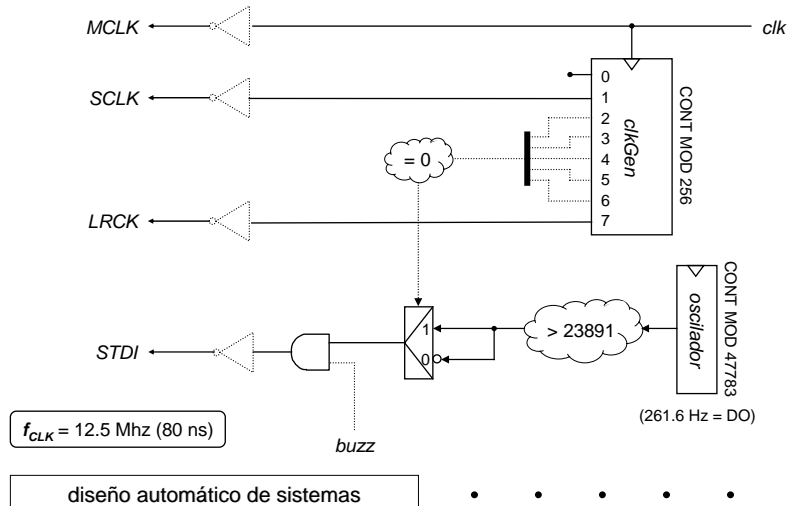 MCLK
clk
SCLK
LRCK
STDI
0
1
2
3
4
5
6
7
clkGen
CONT MOD 256
= 0
1
0
> 23891
oscilador
CONT MOD 47783
(261.6 Hz = DO)
buzz
fCLK = 12.5 Mhz (80 ns)
diseño automático de sistemas